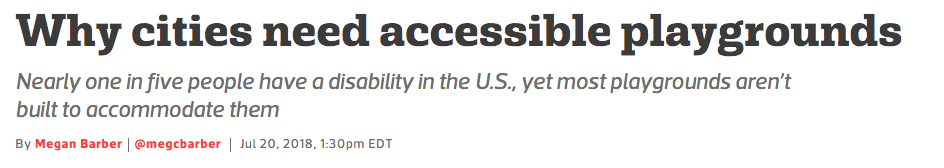 Why cities need accessible playgrounds
Nearly one in five people have a disability in the U.S., yet most playgrounds aren’t
built to accommodate them
By Megan Barber | @megcbarber | Jul 20, 2018, 1:30pm EDT